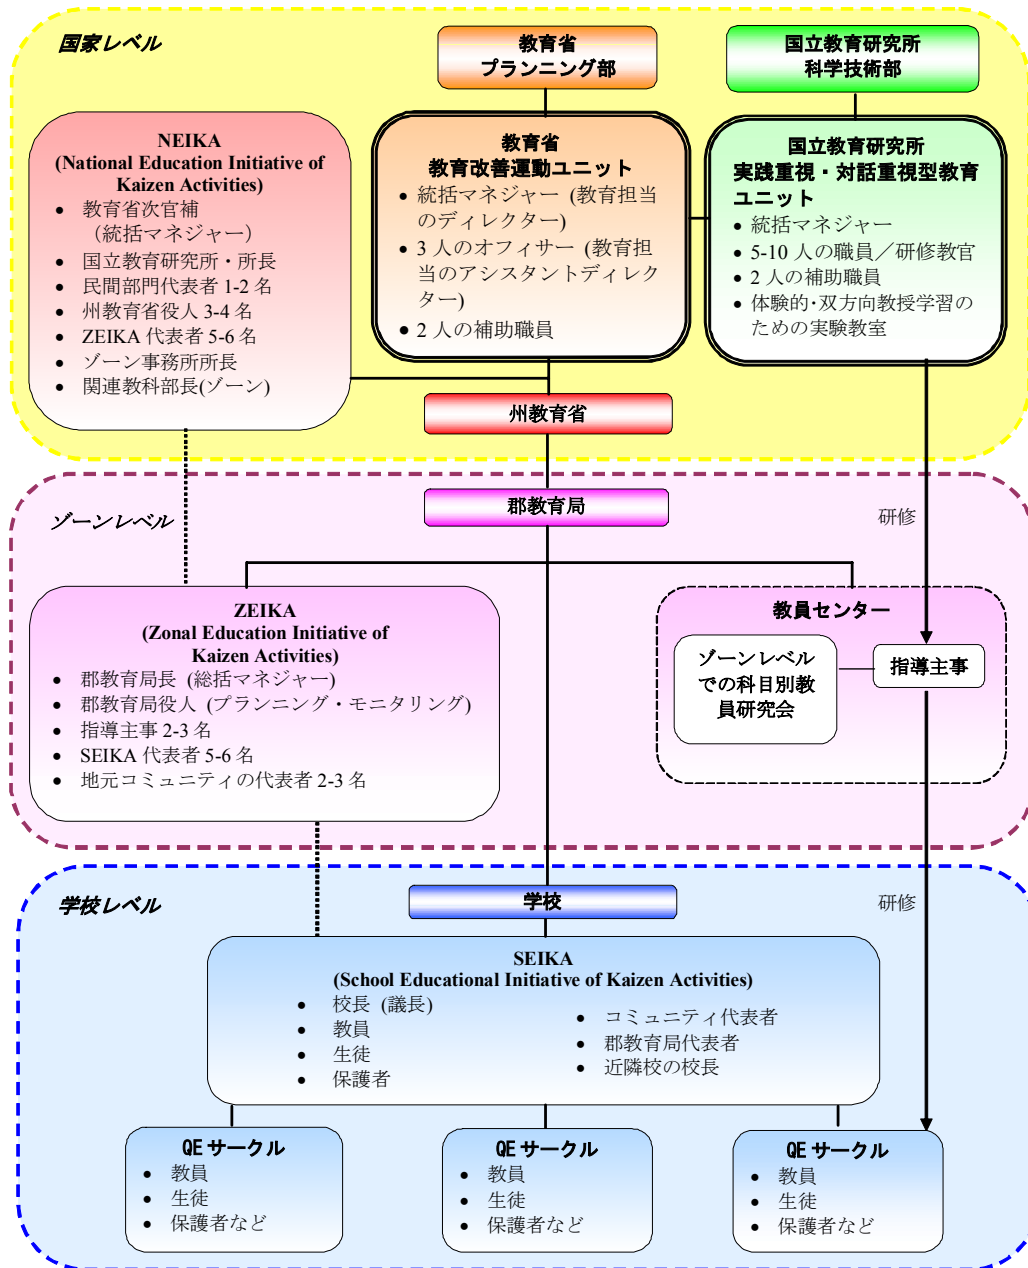 国家レベル
教育省
プランニング部
国立教育研究所
科学技術部
NEIKA
(National Education Initiative of
Kaizen Activities)
• 教育省次官補
（統括マネジャー）
• 国立教育研究所・所長
• 民間部門代表者 1-2 名
• 州教育省役人 3-4 名
• ZEIKA 代表者 5-6 名
• ゾーン事務所所長
• 関連教科部長(ゾーン)
教育省
教育改善運動ユニット
• 統括マネジャー (教育担当
のディレクター)
• 3 人のオフィサー (教育担
当のアシスタントディレク
ター)
• 2 人の補助職員
国立教育研究所
実践重視・対話重視型教育
ユニット
• 統括マネジャー
• 5-10 人の職員／研修教官
• 2 人の補助職員
• 体験的・双方向教授学習の
ための実験教室
州教育省
ゾーンレベル
郡教育局
研修
ZEIKA
(Zonal Education Initiative of
Kaizen Activities)
• 郡教育局長 (総括マネジャー)
• 郡教育局役人 (プランニング・モニタリング)
• 指導主事 2-3 名
• SEIKA 代表者 5-6 名
• 地元コミュニティの代表者 2-3 名
教員センター
ゾーンレベル
での科目別教
員研究会
指導主事
学校レベル
学校
研修
SEIKA
(School Educational Initiative of Kaizen Activities)
• 校長 (議長)
• 教員
• 生徒
• 保護者
• コミュニティ代表者
• 郡教育局代表者
• 近隣校の校長
QE サークル
• 教員
• 生徒
• 保護者など
QE サークル
• 教員
• 生徒
• 保護者など
QE サークル
• 教員
• 生徒
• 保護者など